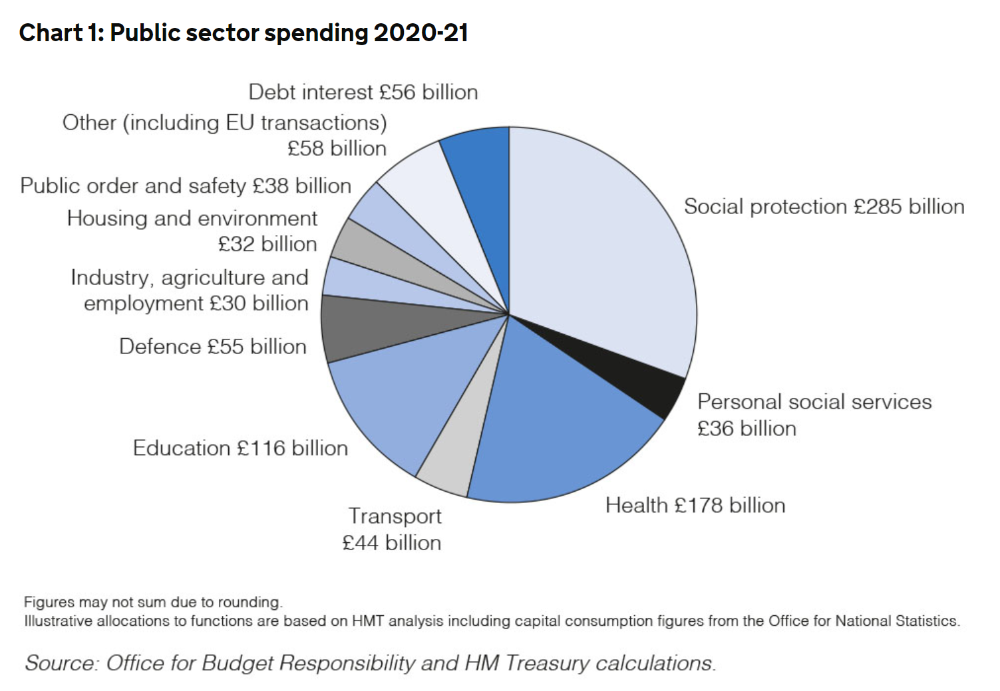 Chart 1: Public sector spending 2020-21
Debt interest £56 billion
Other (including EU transactions)
£58 billion
Public order and safety £38 billion
Housing and environment
£32 billion
Industry, agriculture and
employment £30 billion
Defence £55 billion
Education £116 billion
Transport
£44 billion
Social protection £285 billion
Personal social services
£36 billion
Health £178 billion
Figures may not sum due to rounding.
Illustrative allocations to functions are based on HMT analysis including capital consumption figures from the Office for National Statistics.
Source: Office for Budget Responsibility and HM Treasury calculations.